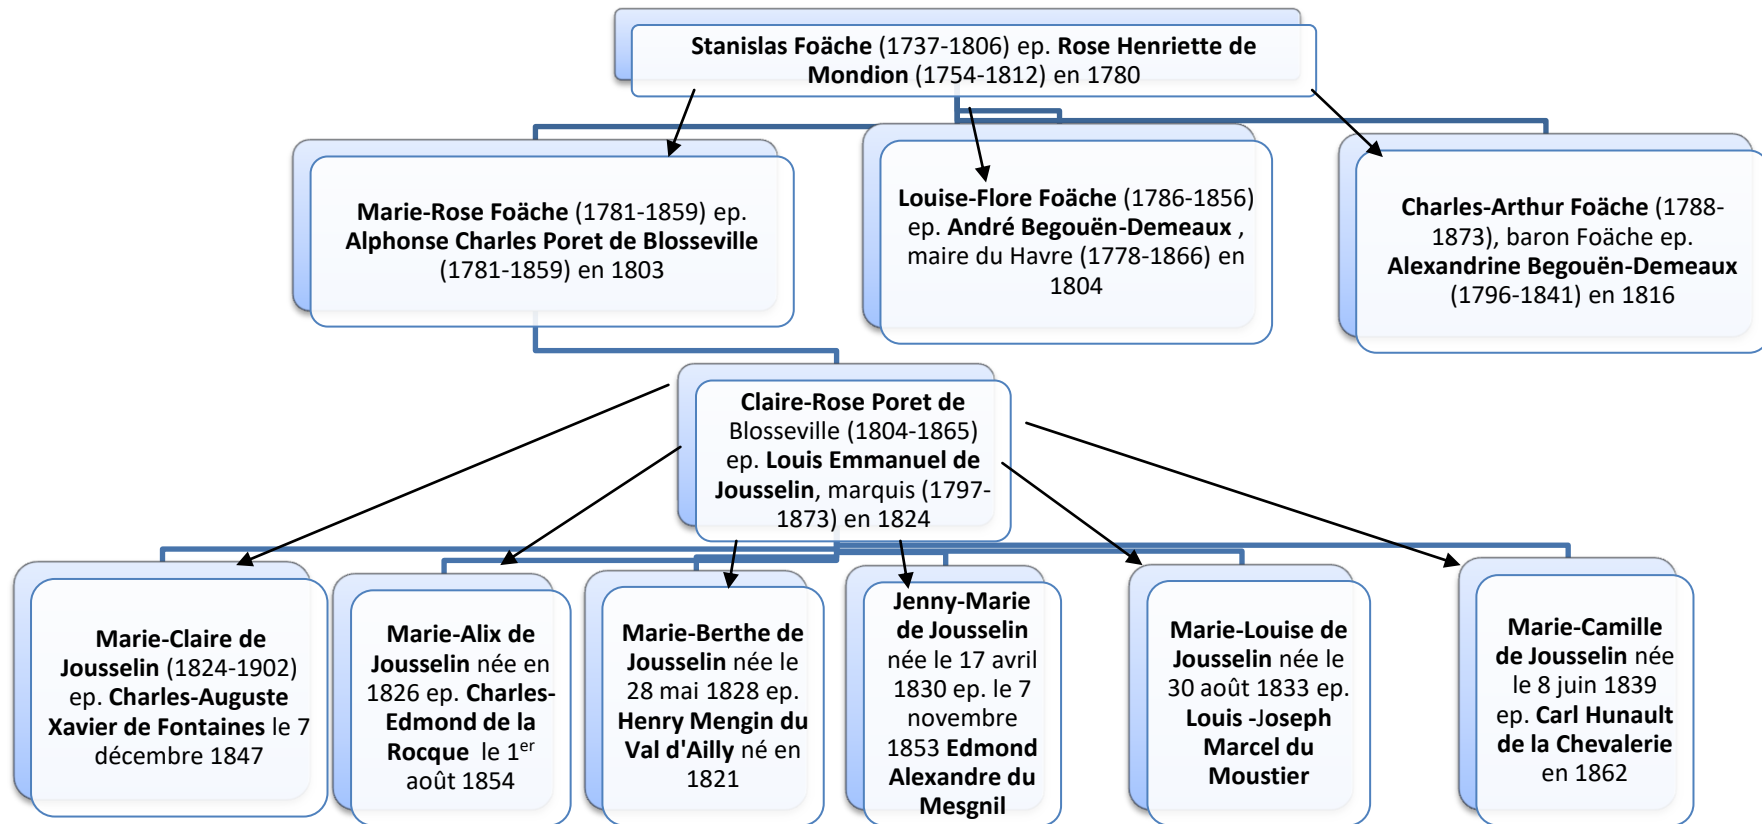 Stanislas Foäche (1737-1806) ep. Rose Henriette de
Mondion (1754-1812) en 1780
Marie-Rose Foäche (1781-1859) ep.
Alphonse Charles Poret de Blosseville
(1781-1859) en 1803
Louise-Flore Foäche (1786-1856)
ep. André Begouën-Demeaux ,
maire du Havre (1778-1866) en
1804
Charles-Arthur Foäche (1788-
1873), baron Foäche ep.
Alexandrine Begouën-Demeaux
(1796-1841) en 1816
Claire-Rose Poret de
Blosseville (1804-1865)
ep. Louis Emmanuel de
Jousselin, marquis (1797-
1873) en 1824
Marie-Claire de
Jousselin (1824-1902)
ep. Charles-Auguste
Xavier de Fontaines le 7
décembre 1847
Marie-Alix de
Jousselin née en
1826 ep. Charles-
Edmond de la
Rocque le 1er
août 1854
Marie-Berthe de
Jousselin née le
28 mai 1828 ep.
Henry Mengin du
Val d'Ailly né en
1821
Jenny-Marie
de Jousselin
née le 17 avril
1830 ep. le 7
novembre
1853 Edmond
Alexandre du
Mesgnil
Marie-Louise de
Jousselin née le
30 août 1833 ep.
Louis -Joseph
Marcel du
Moustier
Marie-Camille
de Jousselin née
le 8 juin 1839
ep. Carl Hunault
de la Chevalerie
en 1862